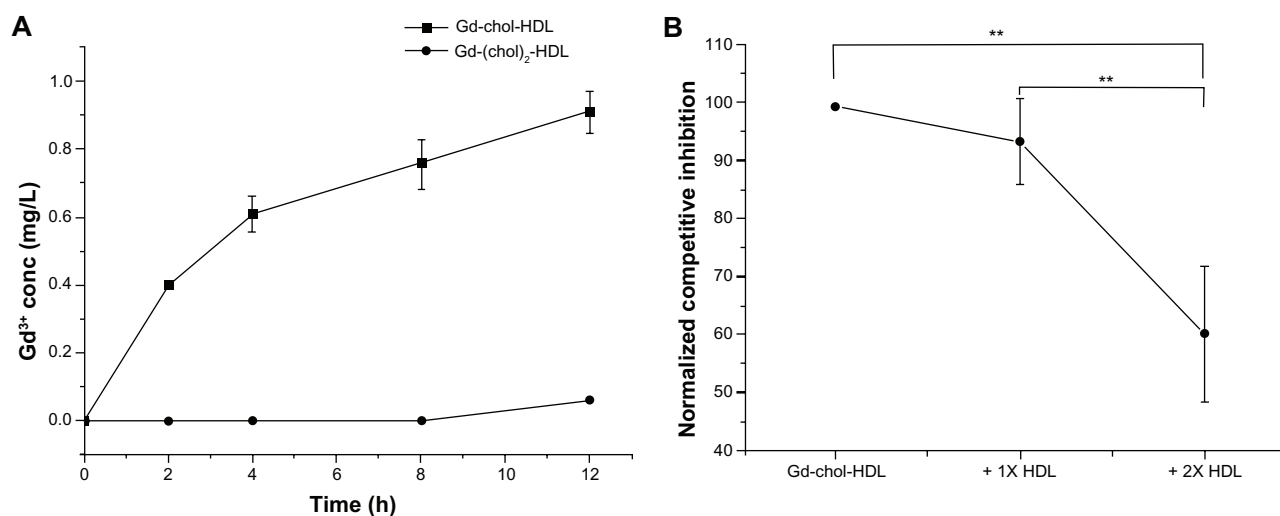 A
Gd-chol-HDL
Gd-(chol)₂-HDL
1.0
0.8
0.6
0.4
0.2
0.0
Gd³⁺ conc (mg/L)
0 2 4 6 8 10 12
Time (h)
B
**
**
110
100
90
80
70
60
50
40
Normalized competitive inhibition
Gd-chol-HDL + 1X HDL + 2X HDL